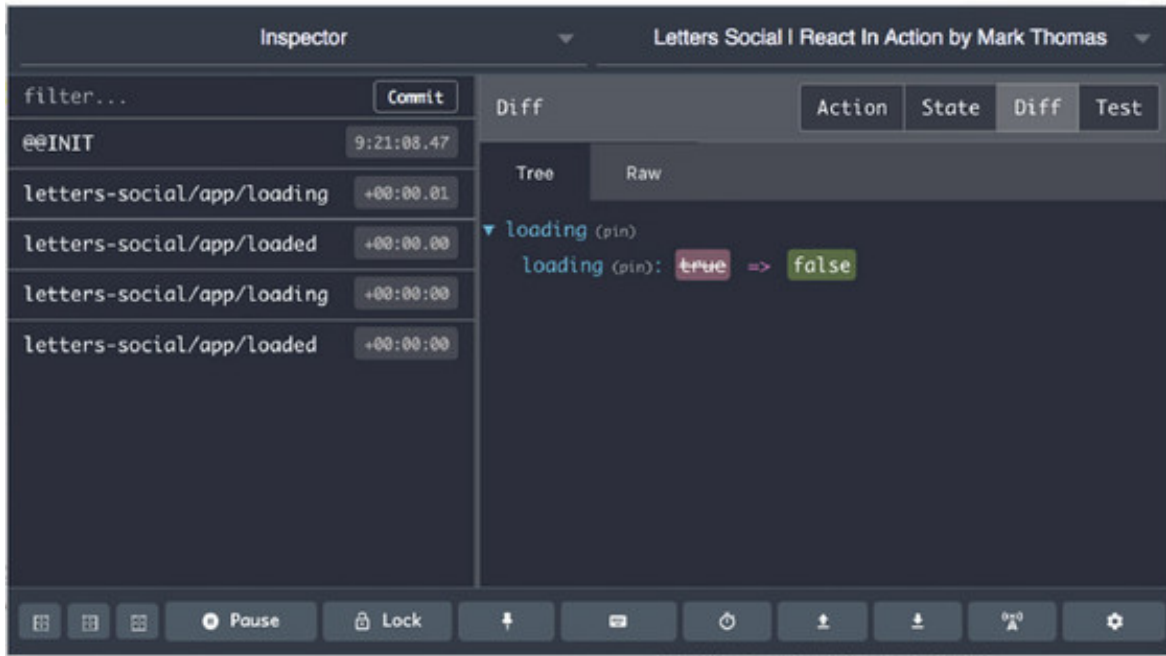 Inspector Letters Social | React In Action by Mark Thomas
filter... Commit
Diff Action State Diff Test
@@INIT 9:21:08.47
Tree Raw
letters-social/app/loading +00:00.01
letters-social/app/loaded +00:00.00
letters-social/app/loading +00:00:00
letters-social/app/loaded +00:00:00
loading (pin)
loading (pin): true => false
Pause Lock